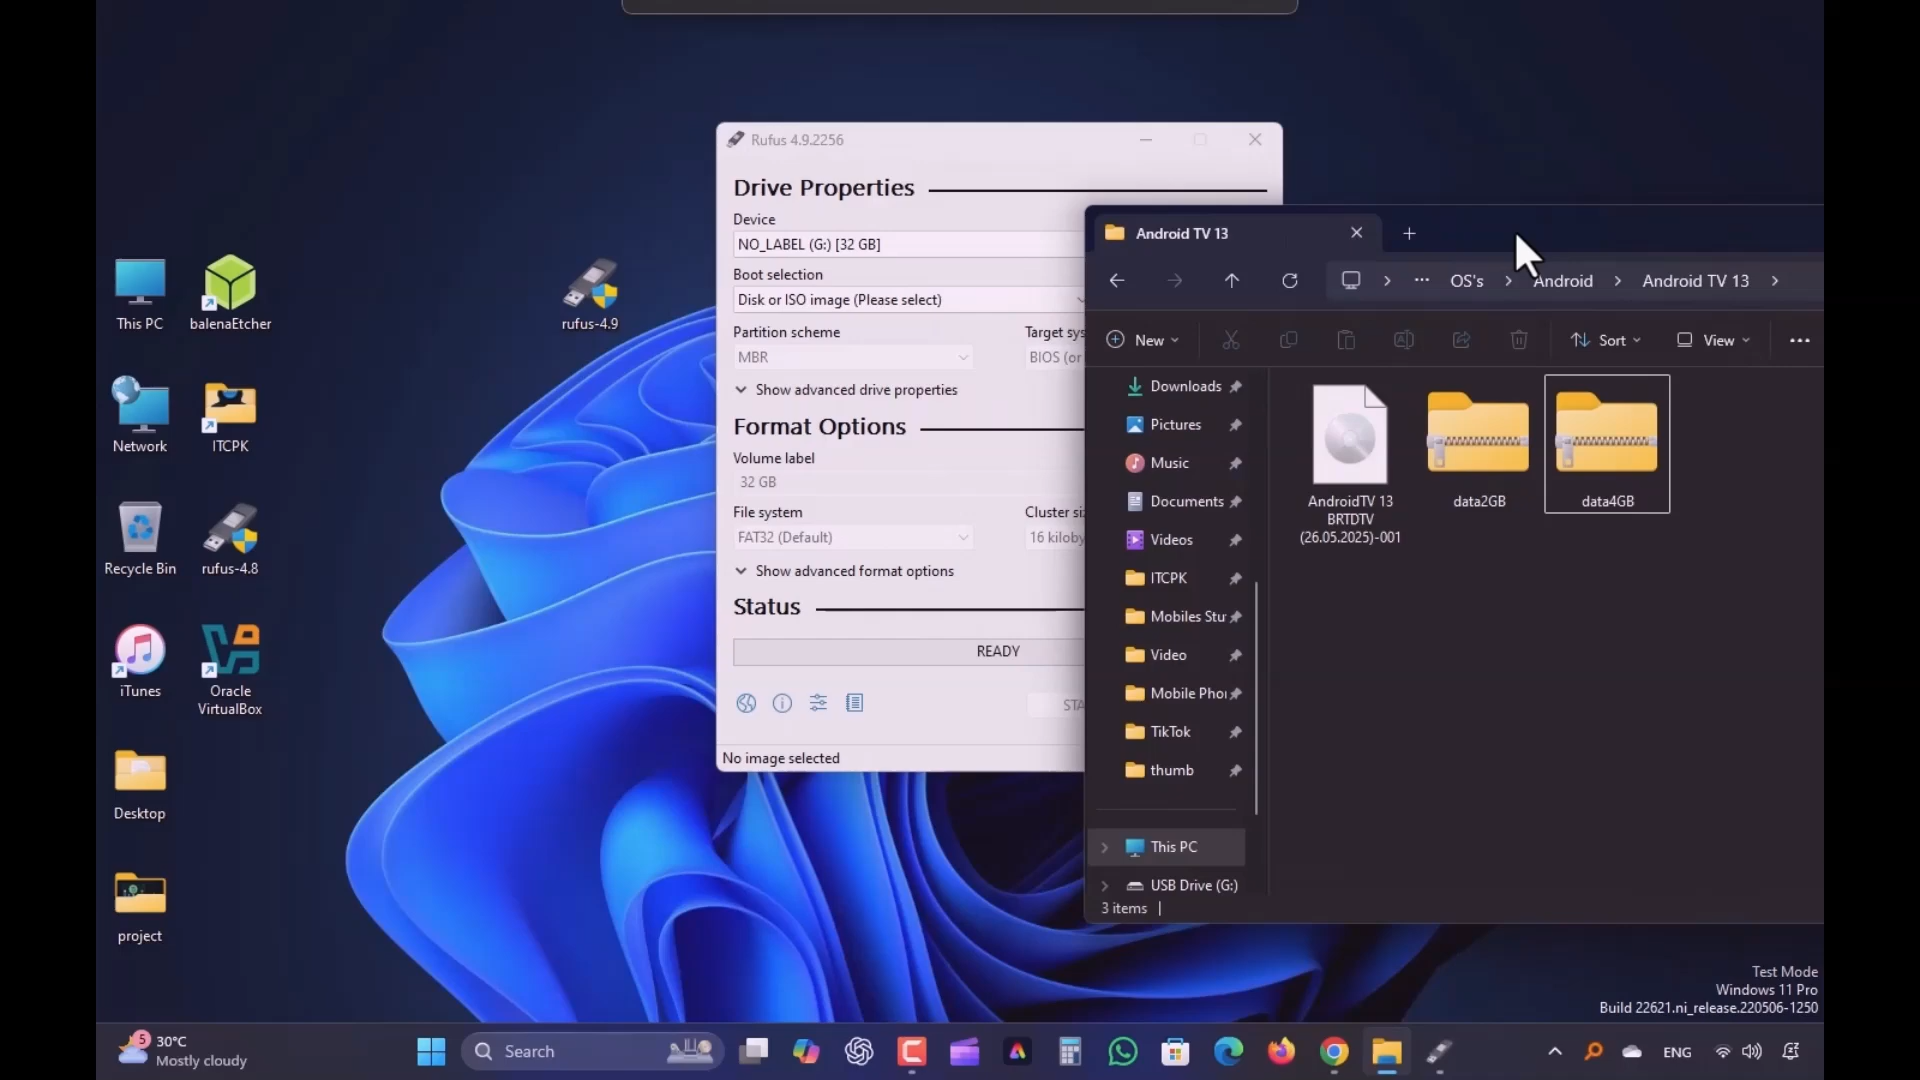 This PC
balenaEtcher
Network
ITCPK
Recycle Bin
rufus-4.8
iTunes
Oracle
VirtualBox
Desktop
project
rufus-4.9
Rufus 4.9.2256
Drive Properties
Device
NO_LABEL (G:) [32 GB]
Boot selection
Disk or ISO image (Please select)
Partition scheme
Target sys
MBR
BIOS (or
Show advanced drive properties
Format Options
Volume label
32 GB
File system
Cluster si
FAT32 (Default)
16 kiloby
Show advanced format options
Status
READY
STA
No image selected
Android TV 13
OS's
Android
Android TV 13
New
Sort
View
Downloads
Pictures
Music
Documents
Videos
ITCPK
Mobiles Stu
Video
Mobile Pho
TikTok
thumb
This PC
USB Drive (G:)
3 items
AndroidTV 13
BRTDTV
(26.05.2025)-001
data2GB
data4GB
Test Mode
Windows 11 Pro
Build 22621.ni_release.220506-1250
5
30°C
Mostly cloudy
Search
ENG